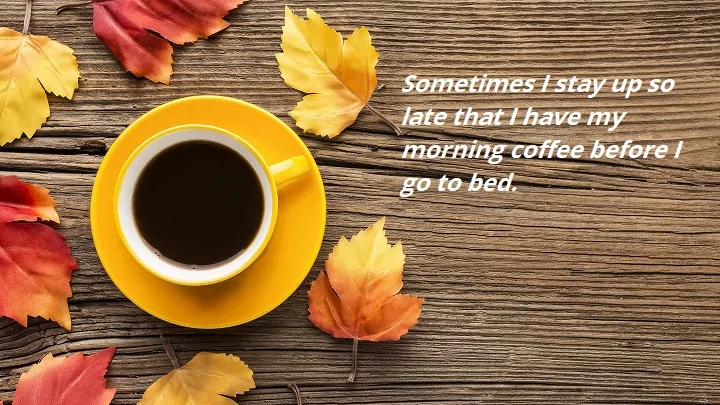 Sometimes I stay up so
late that I have my
morning coffee before I
go to bed.